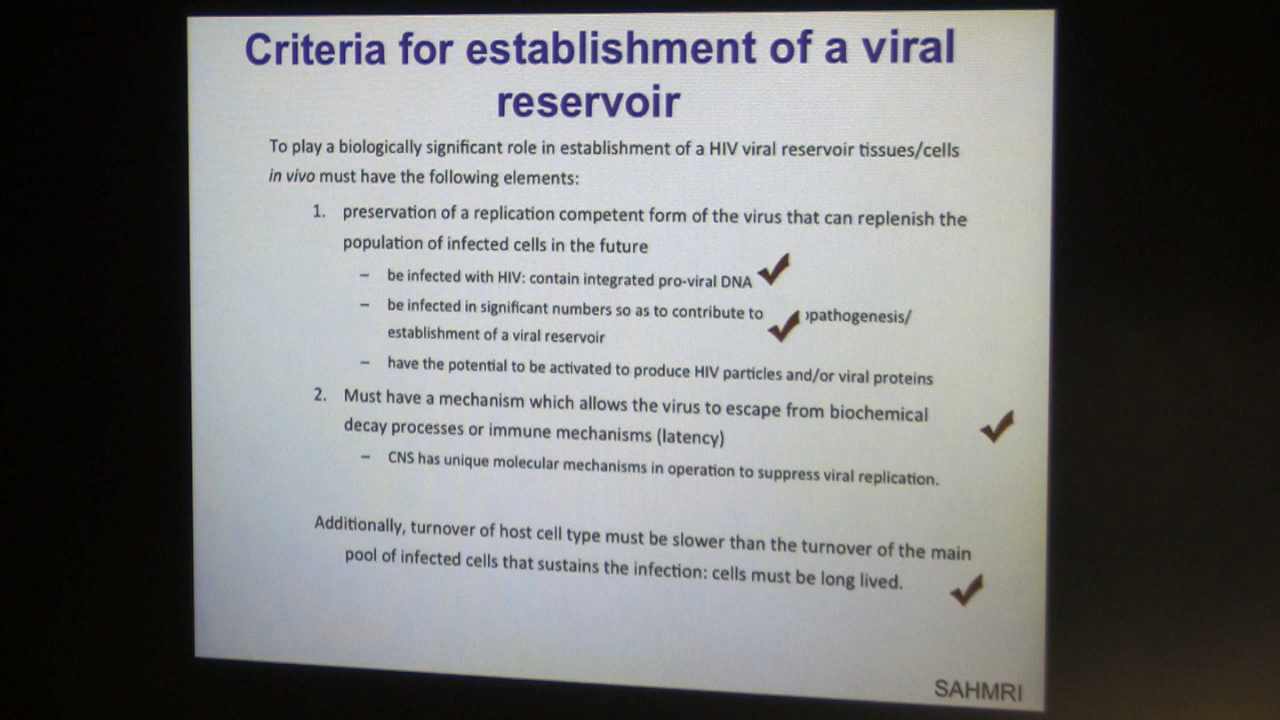 Criteria for establishment of a viral
reservoir
To play a biologically significant role in establishment of a HIV viral reservoir tissues/cells
in vivo must have the following elements:
1. preservation of a replication competent form of the virus that can replenish the
population of infected cells in the future
– be infected with HIV: contain integrated pro-viral DNA
– be infected in significant numbers so as to contribute to pathogenesis/
establishment of a viral reservoir
– have the potential to be activated to produce HIV particles and/or viral proteins
2. Must have a mechanism which allows the virus to escape from biochemical
decay processes or immune mechanisms (latency)
– CNS has unique molecular mechanisms in operation to suppress viral replication.
Additionally, turnover of host cell type must be slower than the turnover of the main
pool of infected cells that sustains the infection: cells must be long lived.
SAHMRI